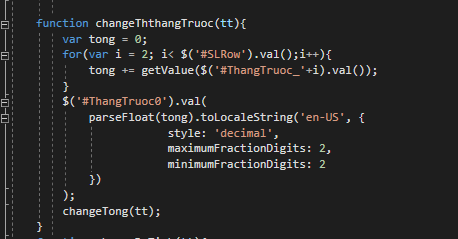 function changeThthangTruoc(tt){
var tong = 0;
for(var i = 2; i< $('#SLRow').val();i++){
tong += getValue($('#ThangTruoc_'+i).val());
}
$('#ThangTruoc0').val(
parseFloat(tong).toLocaleString('en-US', {
style: 'decimal',
maximumFractionDigits: 2,
minimumFractionDigits: 2
})
);
changeTong(tt);
}